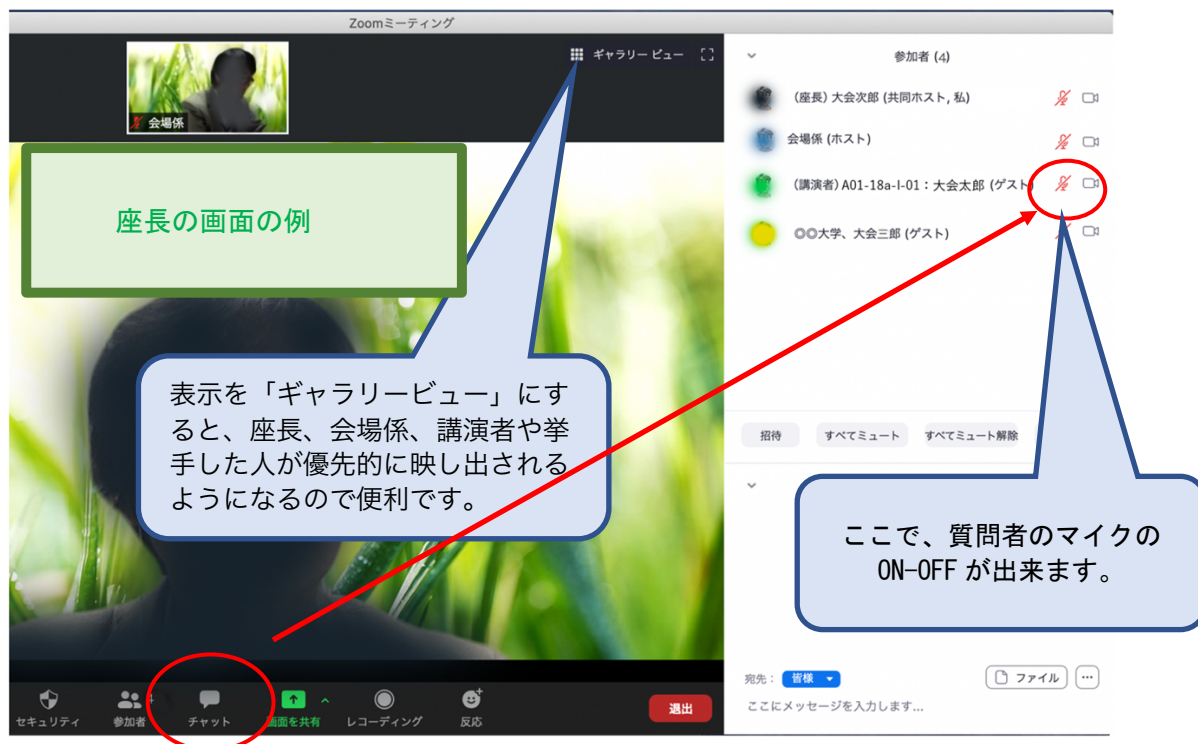 Zoomミーティング
ギャラリー ビュー
会場係
座長の画面の例
表示を「ギャラリービュー」にす
ると、座長、会場係、講演者や挙
手した人が優先的に映し出される
ようになるので便利です。
セキュリティ
参加者
チャット
画面を共有
レコーディング
反応
退出
参加者 (4)
(座長) 大会次郎 (共同ホスト, 私)
会場係 (ホスト)
(講演者) A01-18a-I-01：大会太郎 (ゲスト)
◎◎大学、大会三郎 (ゲスト)
招待 すべてミュート すべてミュート解除
ここで、質問者のマイクの
ON-OFF が出来ます。
宛先： 皆様
ファイル
ここにメッセージを入力します...